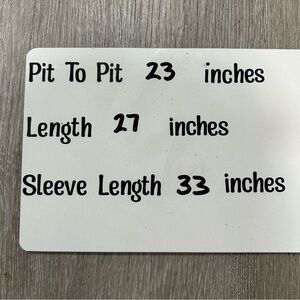 Pit To Pit 23 inches
Length 27 inches
Sleeve Length 33 inches